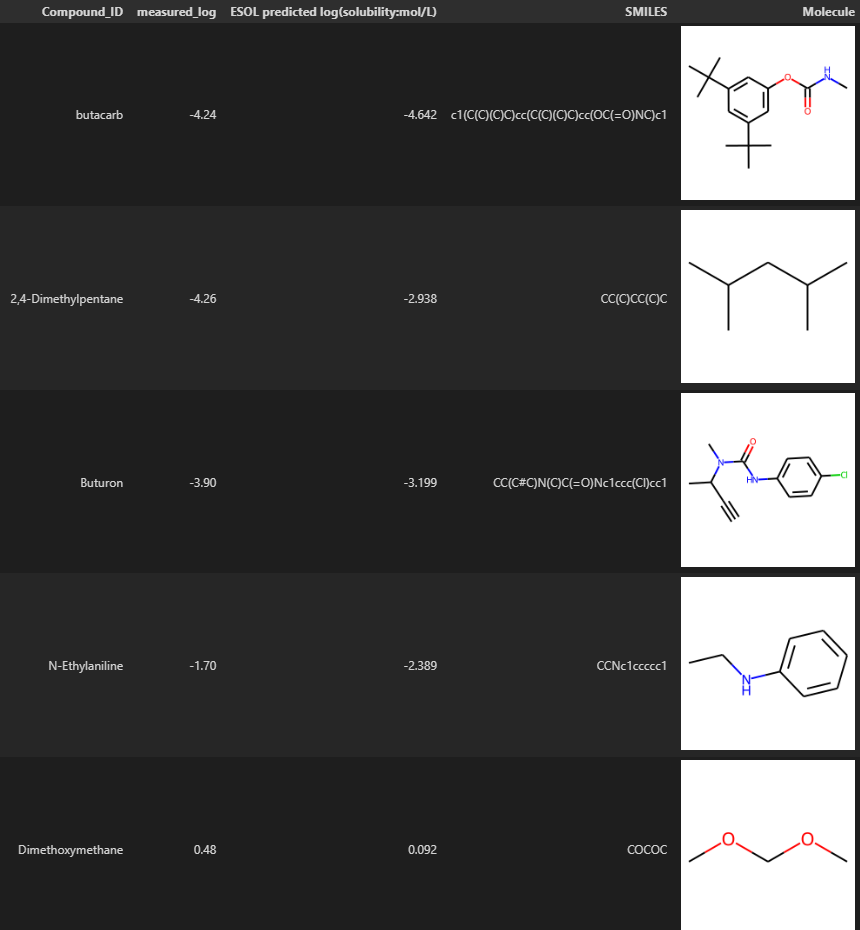 Compound_ID measured_log ESOL predicted log(solubility:mol/L) SMILES Molecule
butacarb -4.24 -4.642 c1(C(C)(C)C)cc(C(C)(C)C)cc(OC(=O)NC)c1
O
H
N
O
2,4-Dimethylpentane -4.26 -2.938 CC(C)CC(C)C
Buturon -3.90 -3.199 CC(C#C)N(C)C(=O)Nc1ccc(Cl)cc1
O
N
HN
Cl
N-Ethylaniline -1.70 -2.389 CCNc1ccccc1
N
H
Dimethoxymethane 0.48 0.092 COCOC
O O